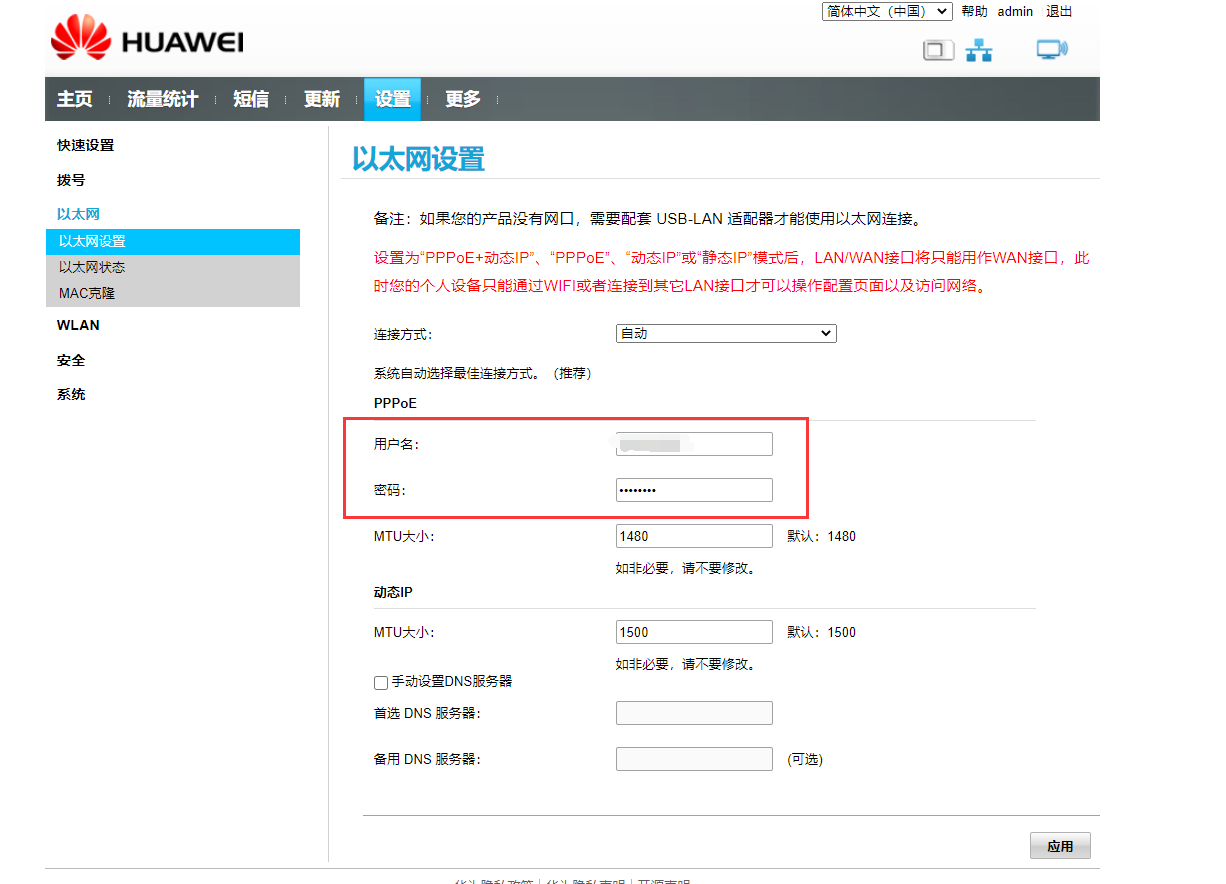 简体中文（中国） 帮助 admin 退出
HUAWEI
主页 流量统计 短信 更新 设置 更多
快速设置
拨号
以太网
以太网设置
以太网状态
MAC克隆
WLAN
安全
系统
以太网设置
备注：如果您的产品没有网口，需要配套 USB-LAN 适配器才能使用以太网连接。
设置为“PPPoE+动态IP”、“PPPoE”、“动态IP”或“静态IP”模式后，LAN/WAN接口将只能用作WAN接口，此
时您的个人设备只能通过WIFI或者连接到其它LAN接口才可以操作配置页面以及访问网络。
连接方式： 自动
系统自动选择最佳连接方式。（推荐）
PPPoE
用户名：
密码： ••••••••
MTU大小： 1480 默认：1480
如非必要，请不要修改。
动态IP
MTU大小： 1500 默认：1500
如非必要，请不要修改。
手动设置DNS服务器
首选 DNS 服务器：
备用 DNS 服务器： (可选)
应用